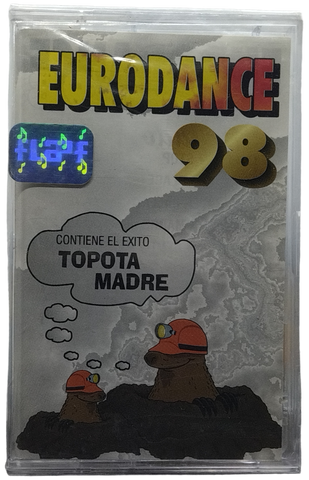 EURODANCE
98
CONTIENE EL EXITO
TOPOTA
MADRE